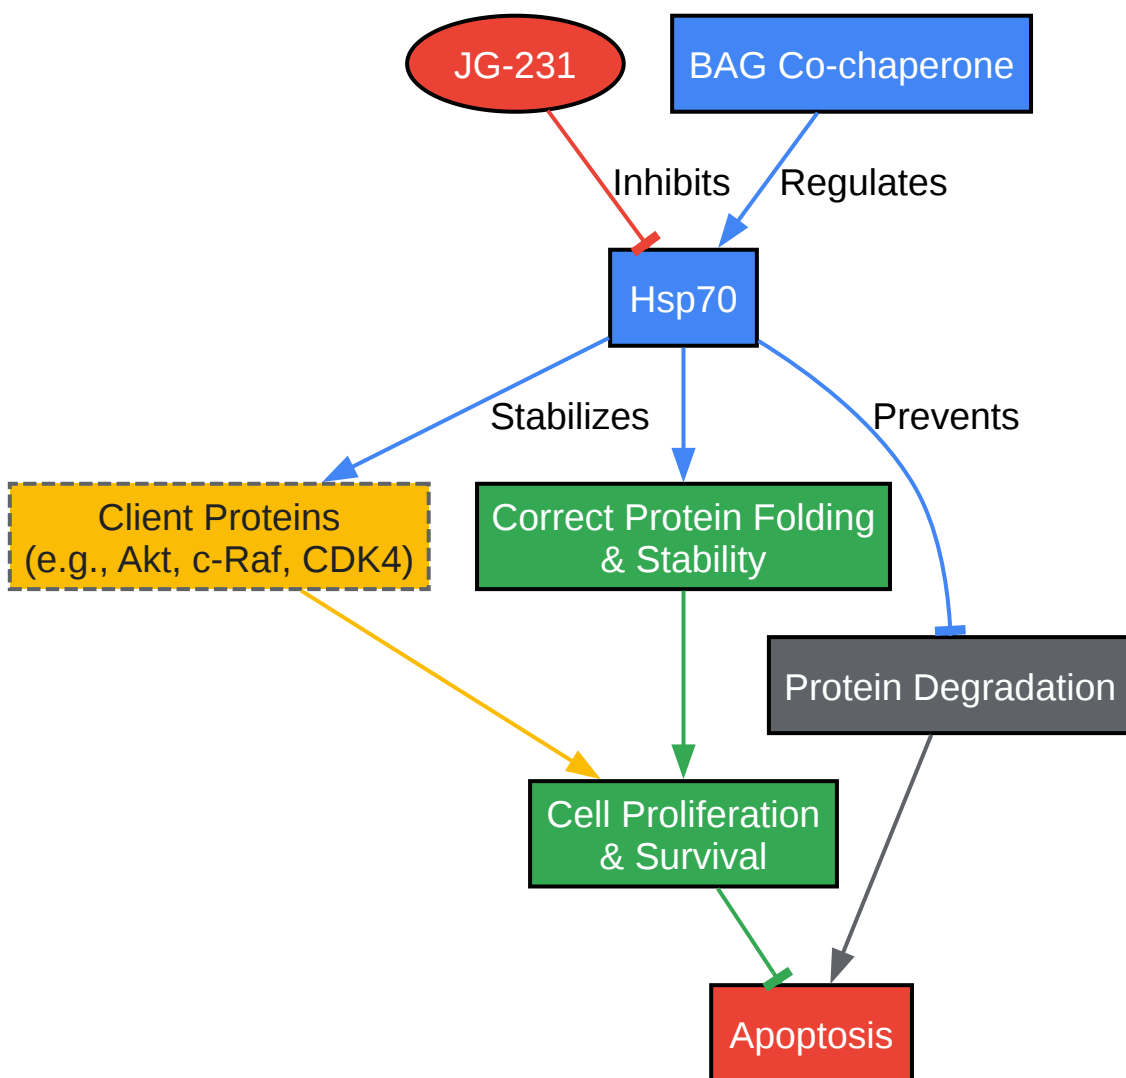 JG-231
BAG Co-chaperone
Inhibits
Regulates
Hsp70
Stabilizes
Prevents
Client Proteins
(e.g., Akt, c-Raf, CDK4)
Correct Protein Folding
& Stability
Protein Degradation
Cell Proliferation
& Survival
Apoptosis